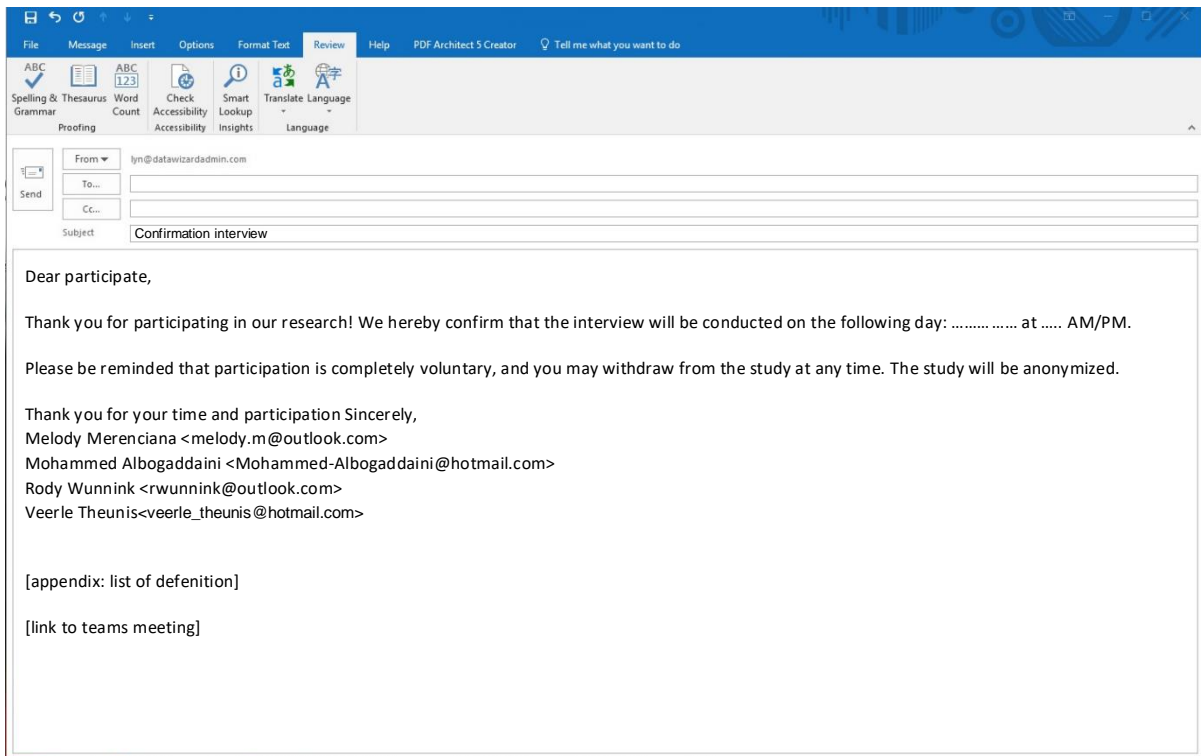 File Message Insert Options Format Text Review Help PDF Architect 5 Creator Tell me what you want to do
ABC
ABC
123
Spelling & Grammar
Thesaurus
Word Count
Check Accessibility
Smart Lookup
Translate
Language
Proofing Accessibility Insights Language
From lyn@datawizardadmin.com
To...
Send
Cc...
Subject Confirmation interview
Dear participate,
Thank you for participating in our research! We hereby confirm that the interview will be conducted on the following day: ……… …… at ….. AM/PM.
Please be reminded that participation is completely voluntary, and you may withdraw from the study at any time. The study will be anonymized.
Thank you for your time and participation Sincerely,
Melody Merenciana <melody.m@outlook.com>
Mohammed Albogaddaini <Mohammed-Albogaddaini@hotmail.com>
Rody Wunnink <rwunnink@outlook.com>
Veerle Theunis<veerle_theunis@hotmail.com>
[appendix: list of defenition]
[link to teams meeting]